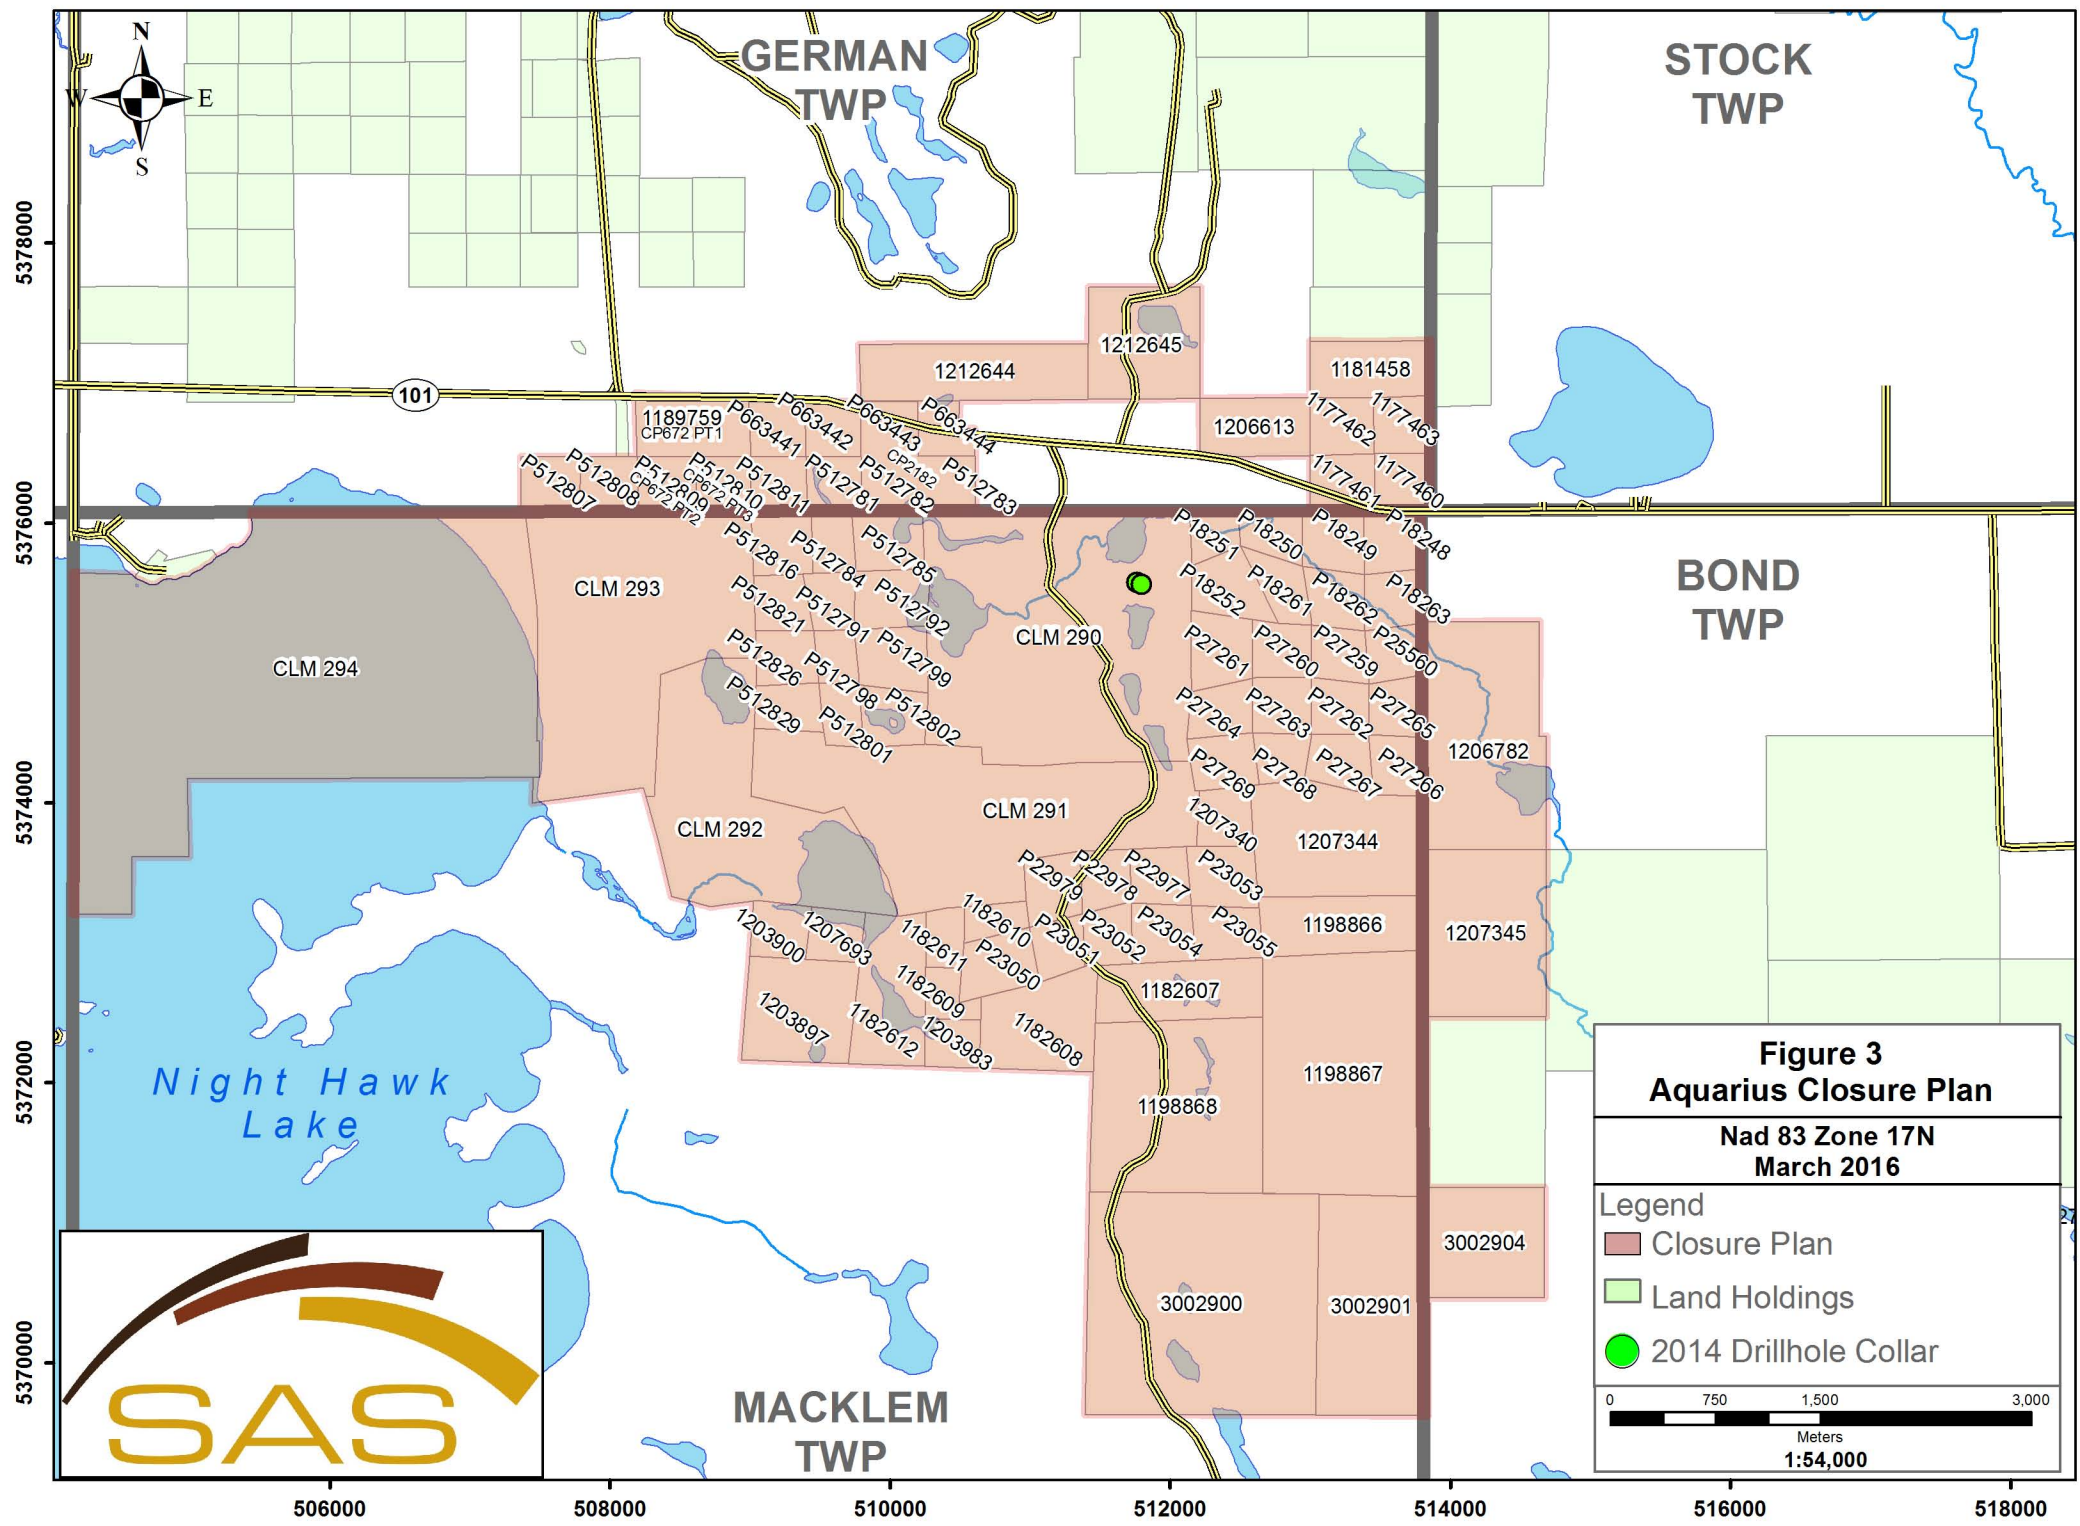 N
W
E
S
GERMAN
TWP
STOCK
TWP
5378000
1212645
1212644
1181458
101
1189759
CP672 PT1
P663441
P663442
P663443
P663444
1206613
1177462
1177463
CP2182
P512807
P512808
P512809
CP672 PT2
P512810
CP672 PT3
P512811
P512781
P512782
P512783
1177461
1177460
5376000
P512816
P512784
P512785
P18251
P18250
P18249
P18248
BOND
TWP
CLM 293
P512821
P512791
P512792
P18252
P18261
P18262
P18263
CLM 290
CLM 294
P512826
P512798
P512799
P27261
P27260
P27259
P25560
P512829
P512801
P512802
P27264
P27263
P27262
P27265
1206782
P27269
P27268
P27267
P27266
5374000
CLM 292
CLM 291
1207340
1207344
P22979
P22978
P22977
P23053
1203900
1207693
1182611
1182610
P23050
P23051
P23052
P23054
P23055
1198866
1207345
1182609
1182607
1203897
1182612
1203983
1182608
5372000
1198867
1198868
Night Hawk
Lake
3002904
3002900
3002901
5370000
SAS
MACKLEM
TWP
Figure 3
Aquarius Closure Plan
Nad 83 Zone 17N
March 2016
Legend
Closure Plan
Land Holdings
2014 Drillhole Collar
0 750 1,500 3,000
Meters
1:54,000
506000 508000 510000 512000 514000 516000 518000